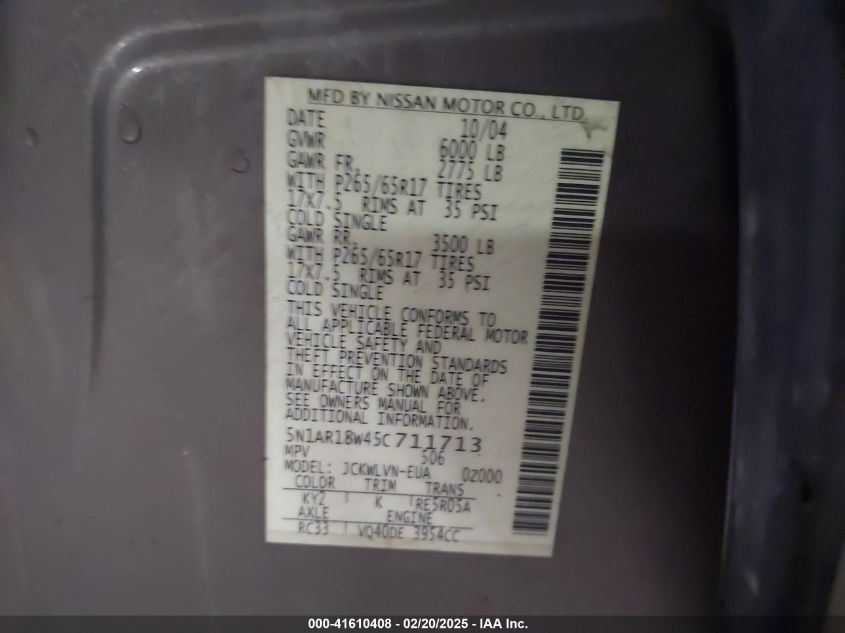 MFD BY NISSAN MOTOR CO., LTD.
DATE 10/04
GVWR 6000 LB
GAWR FR. 2775 LB
WITH P265/65R17 TIRES
17X7.5 RIMS AT 35 PSI
COLD SINGLE
GAWR RR. 3500 LB
WITH P265/65R17 TIRES
17X7.5 RIMS AT 35 PSI
COLD SINGLE
THIS VEHICLE CONFORMS TO
ALL APPLICABLE FEDERAL MOTOR
VEHICLE SAFETY AND
THEFT PREVENTION STANDARDS
IN EFFECT ON THE DATE OF
MANUFACTURE SHOWN ABOVE.
SEE OWNERS MANUAL FOR
ADDITIONAL INFORMATION.
5N1AR18W45C711713
MPV 506
MODEL: JCKWLVN-EUA 02000
COLOR TRIM TRANS
KY2 K RE5R05A
AXLE ENGINE
RC33 VQ40DE 3954CC
000-41610408 - 02/20/2025 - IAA Inc.